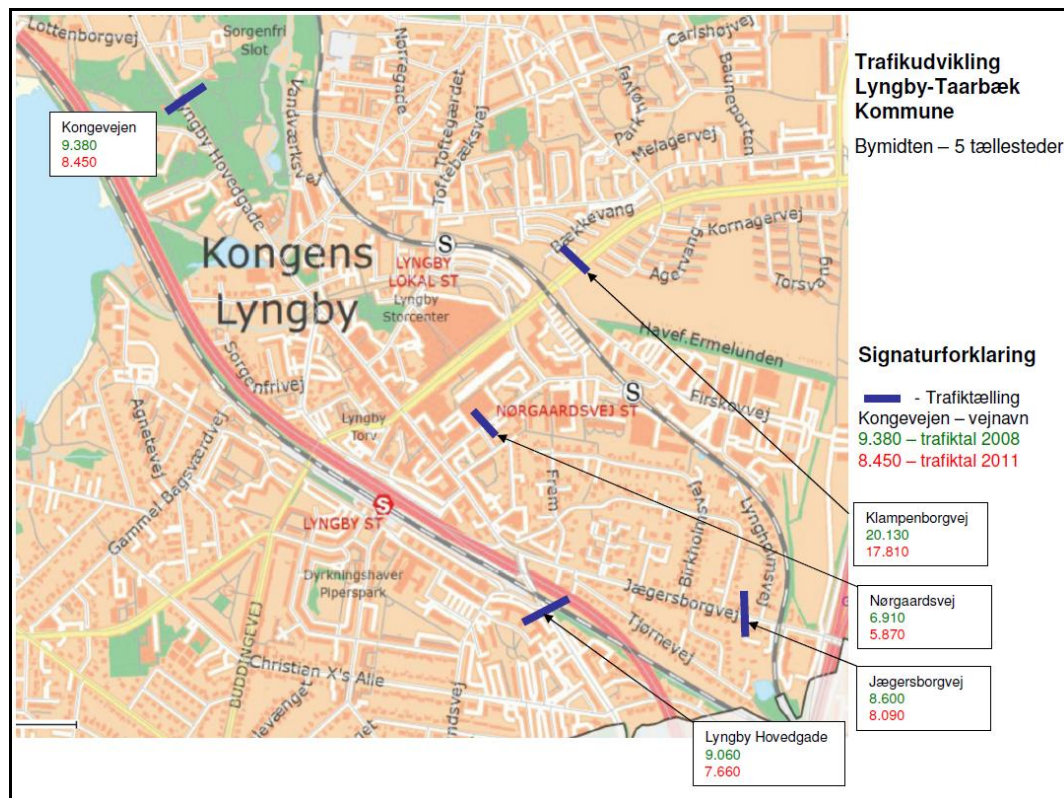 Trafikudvikling
Lyngby-Taarbæk
Kommune
Bymidten – 5 tællesteder
Lottenborgvej
Sorgenfri
Slot
Nørregade
Toftegærdet
Toftebæksvej
Vandværksvej
Carlshøjvej
Bauneporten
Parkhøjvej
Melagervej
Lyngby Hovedgade
Kongevejen
9.380
8.450
Kongens
Lyngby
S
LYNGBY
LOKAL ST
Lyngby
Storcenter
Bækkevang
Kornagervej
Agervang
Torsvang
Havef.Ermelunden
Sorgenfrivej
Lyngby
Torv
S
NØRGAARDSVEJ ST
Firskovvej
Agnetevej
Gammel Bagsværdvej
S
LYNGBY ST
Frem
Birkholmsvej
Lyngholmsvej
Dyrkningshaver
Piperspark
Jægersborgvej
Tjørnevej
BUDDINGEVEJ
Christian X's Alle
Signaturforklaring
- Trafiktælling
Kongevejen – vejnavn
9.380 – trafiktal 2008
8.450 – trafiktal 2011
Klampenborgvej
20.130
17.810
Nørgaardsvej
6.910
5.870
Jægersborgvej
8.600
8.090
Lyngby Hovedgade
9.060
7.660